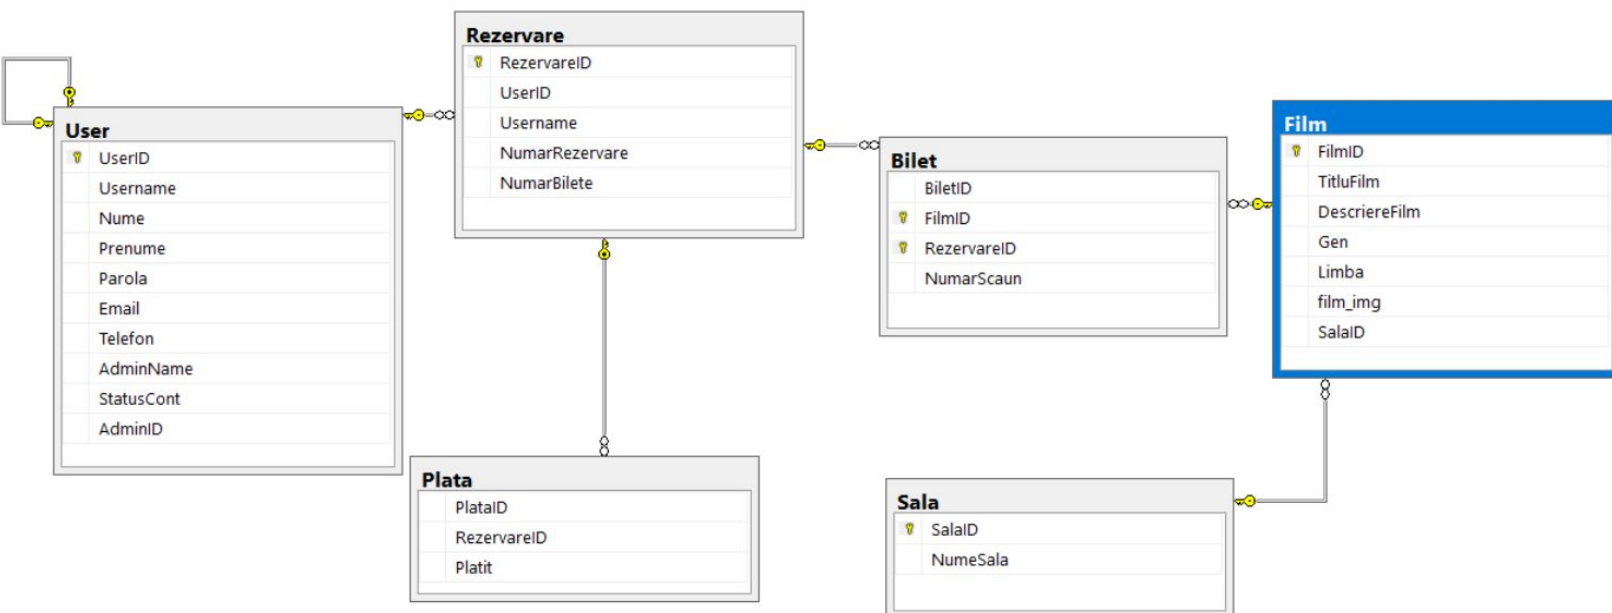 User
UserID
Username
Nume
Prenume
Parola
Email
Telefon
AdminName
StatusCont
AdminID
Rezervare
RezervareID
UserID
Username
NumarRezervare
NumarBilete
Plata
PlataID
RezervareID
Platit
Bilet
BiletID
FilmID
RezervareID
NumarScaun
Film
FilmID
TitluFilm
DescriereFilm
Gen
Limba
film_img
SalaID
Sala
SalaID
NumeSala